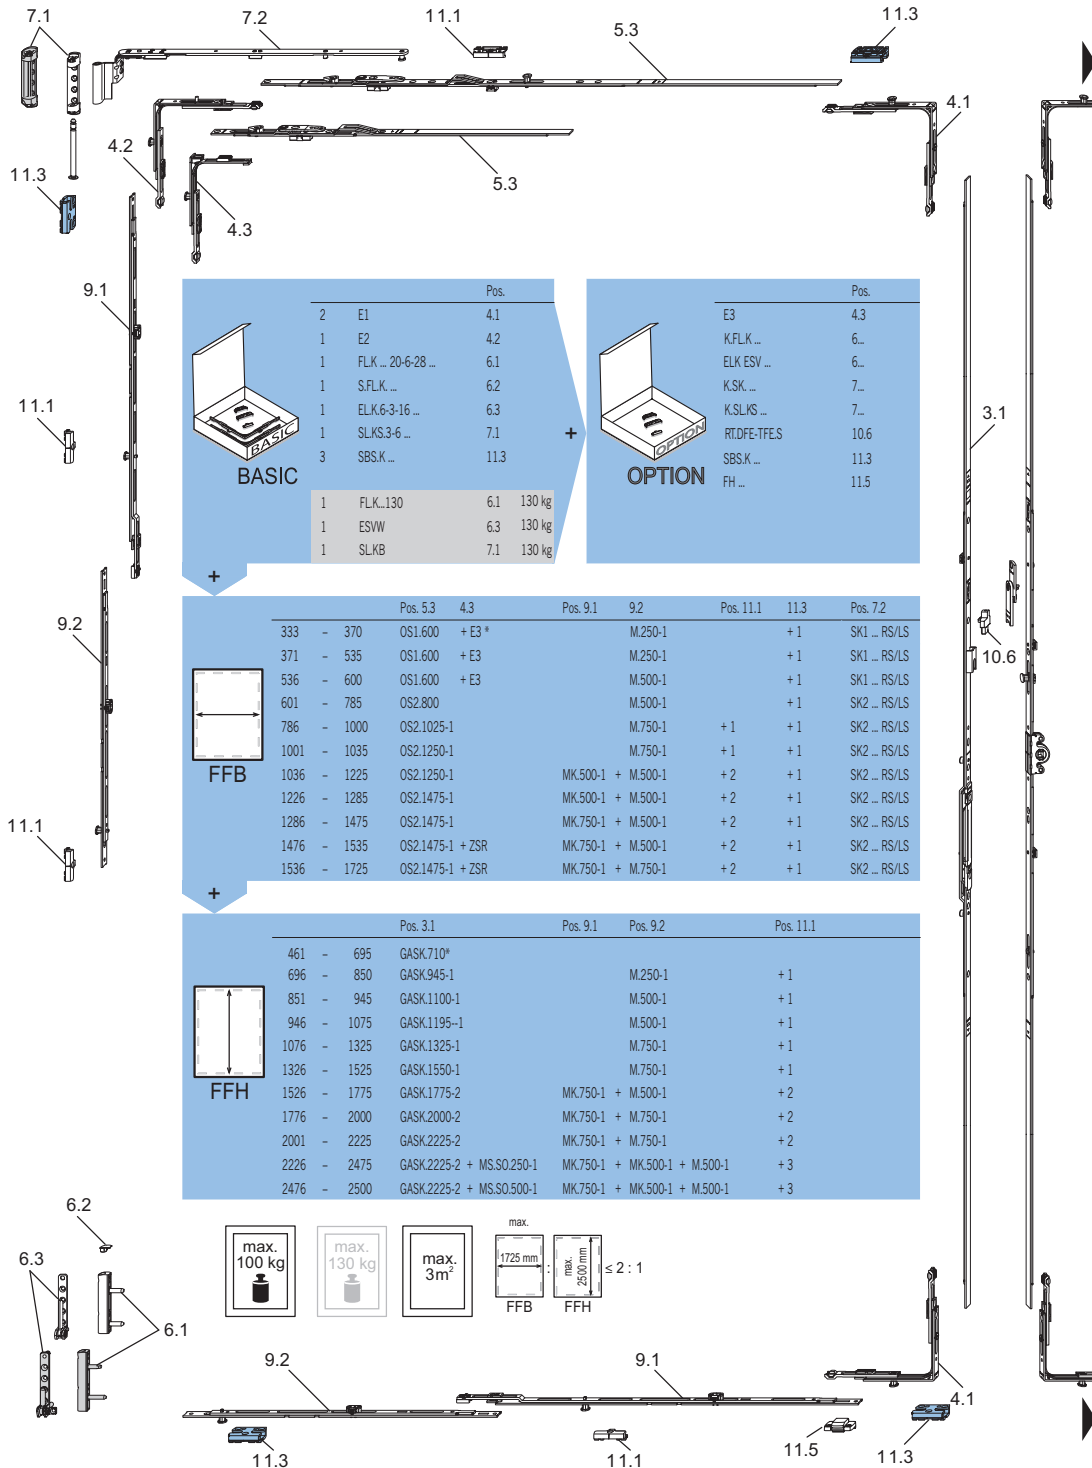 7.1
7.2
11.1
5.3
11.3
4.2
5.3
4.1
11.3
4.3
9.1
11.1
3.1
9.2
10.6
11.1
Pos.
2 E1 4.1
1 E2 4.2
1 FL.K ... 20-6-28 ... 6.1
1 S.FL.K. ... 6.2
1 EL.K.6-3-16 ... 6.3
1 SL.KS.3-6 ... 7.1
3 SBS.K ... 11.3
BASIC
BASIC
1 FL.K...130 6.1 130 kg
1 ESVW 6.3 130 kg
1 SL.KB 7.1 130 kg
+
Pos.
E3 4.3
K.FL.K ... 6...
ELK ESV ... 6...
K.SK. ... 7...
K.SL.KS ... 7...
RT.DFE-TFE.S 10.6
SBS.K ... 11.3
FH ... 11.5
OPTION
OPTION
+
Pos. 5.3 4.3 Pos. 9.1 9.2 Pos. 11.1 11.3 Pos. 7.2
333 – 370 OS1.600 + E3 * M.250-1 + 1 SK1 ... RS/LS
371 – 535 OS1.600 + E3 M.250-1 + 1 SK1 ... RS/LS
536 – 600 OS1.600 + E3 M.500-1 + 1 SK1 ... RS/LS
601 – 785 OS2.800 M.500-1 + 1 SK2 ... RS/LS
786 – 1000 OS2.1025-1 M.750-1 + 1 + 1 SK2 ... RS/LS
1001 – 1035 OS2.1250-1 M.750-1 + 1 + 1 SK2 ... RS/LS
1036 – 1225 OS2.1250-1 MK.500-1 + M.500-1 + 2 + 1 SK2 ... RS/LS
1226 – 1285 OS2.1475-1 MK.500-1 + M.500-1 + 2 + 1 SK2 ... RS/LS
1286 – 1475 OS2.1475-1 MK.750-1 + M.500-1 + 2 + 1 SK2 ... RS/LS
1476 – 1535 OS2.1475-1 + ZSR MK.750-1 + M.500-1 + 2 + 1 SK2 ... RS/LS
1536 – 1725 OS2.1475-1 + ZSR MK.750-1 + M.750-1 + 2 + 1 SK2 ... RS/LS
FFB
+
Pos. 3.1 Pos. 9.1 Pos. 9.2 Pos. 11.1
461 – 695 GASK.710*
696 – 850 GASK.945-1 M.250-1 + 1
851 – 945 GASK.1100-1 M.500-1 + 1
946 – 1075 GASK.1195--1 M.500-1 + 1
1076 – 1325 GASK.1325-1 M.750-1 + 1
1326 – 1525 GASK.1550-1 M.750-1 + 1
1526 – 1775 GASK.1775-2 MK.750-1 + M.500-1 + 2
1776 – 2000 GASK.2000-2 MK.750-1 + M.750-1 + 2
2001 – 2225 GASK.2225-2 MK.750-1 + M.750-1 + 2
2226 – 2475 GASK.2225-2 + MS.SO.250-1 MK.750-1 + MK.500-1 + M.500-1 + 3
2476 – 2500 GASK.2225-2 + MS.SO.500-1 MK.750-1 + MK.500-1 + M.500-1 + 3
FFH
max.
100 kg
max.
130 kg
max.
3m²
max.
1725 mm
FFB
:
max.
2500 mm
FFH
≤ 2 : 1
6.2
6.3
6.1
9.2
9.1
4.1
11.3
11.1
11.5
11.3